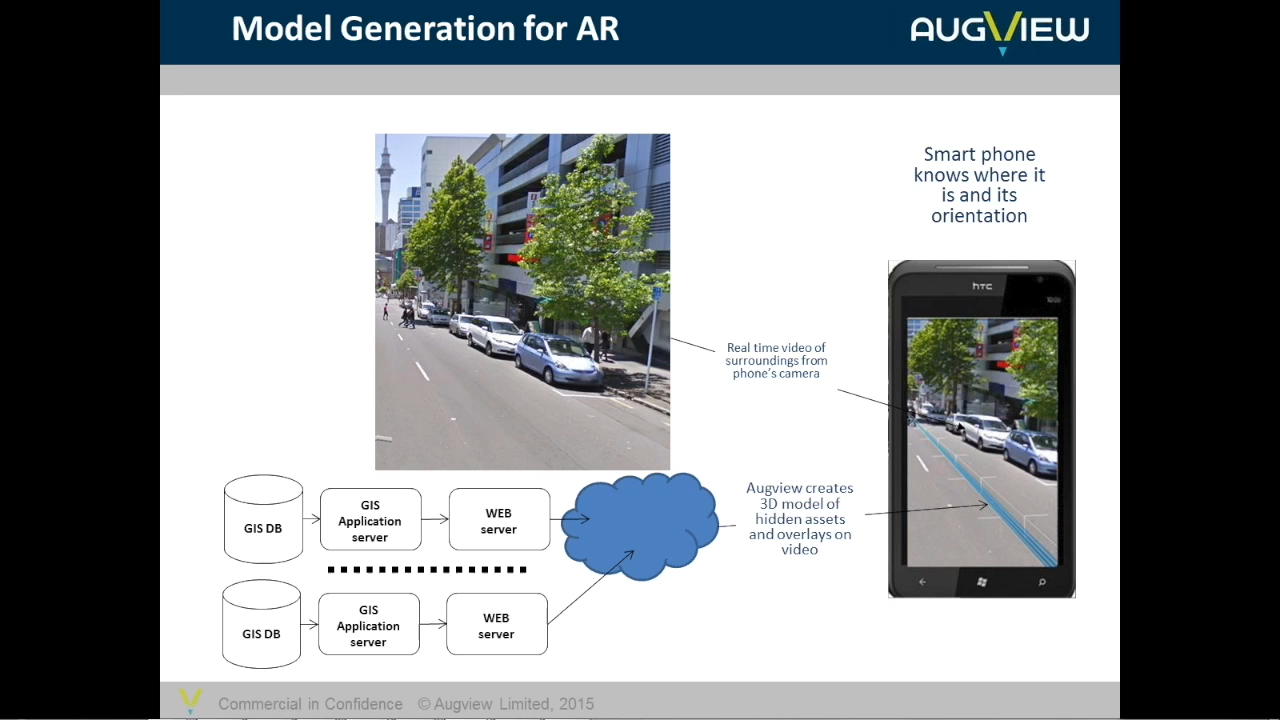 Model Generation for AR
AUGVIEW
Smart phone
knows where it
is and its
orientation
htc
Real time video of
surroundings from
phone's camera
Augview creates
3D model of
hidden assets
and overlays on
video
GIS DB
GIS
Application
server
WEB
server
GIS DB
GIS
Application
server
WEB
server
Commercial in Confidence © Augview Limited, 2015